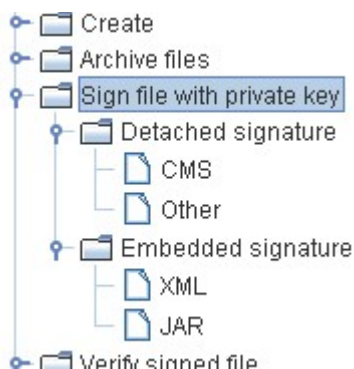 Create
Archive files
Sign file with private key
Detached signature
CMS
Other
Embedded signature
XML
JAR
Verify signed file